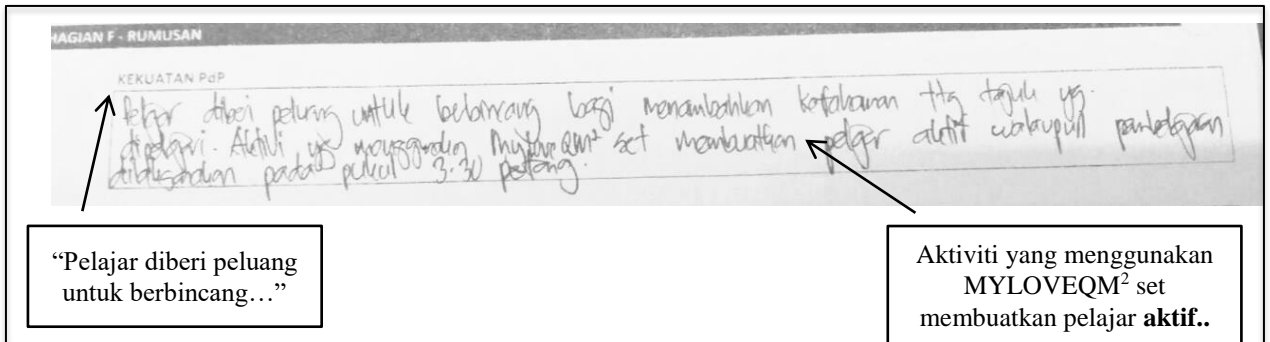 HAGIAN F - RUMUSAN
KEKUATAN PdP
Pelajar diberi peluang untuk berbincang bagi menambahkan kefahaman ttg tajuk yg.
dipelajari. Aktiviti yg menggunakan MyLoveQM² set membuatkan pelajar aktif walaupun pembelajaran
dilaksanakan pada pukul 3.30 petang.
“Pelajar diberi peluang
untuk berbincang…”
Aktiviti yang menggunakan
MYLOVEQM² set
membuatkan pelajar aktif..